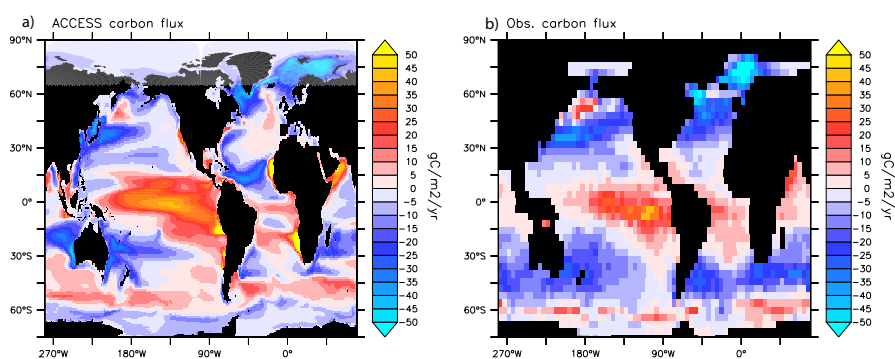 a) ACCESS carbon flux
90°N
60°N
30°N
0°
30°S
60°S
270°W 180°W 90°W 0°
50
45
40
35
30
25
20
15
10
5
0
−5
−10
−15
−20
−25
−30
−35
−40
−45
−50
gC/m2/yr
b) Obs. carbon flux
90°N
60°N
30°N
0°
30°S
60°S
270°W 180°W 90°W 0°
50
45
40
35
30
25
20
15
10
5
0
−5
−10
−15
−20
−25
−30
−35
−40
−45
−50
gC/m2/yr